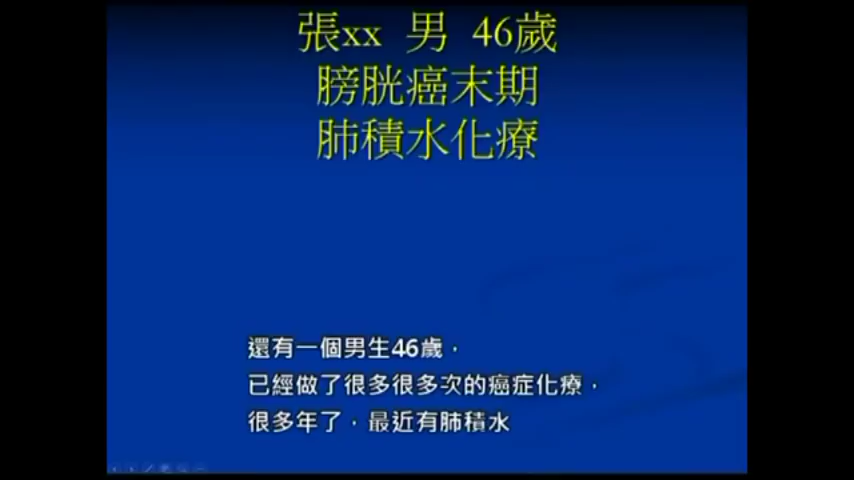 張xx 男 46歲
膀胱癌末期
肺積水化療
還有一個男生46歲，
已經做了很多很多次的癌症化療，
很多年了，最近有肺積水